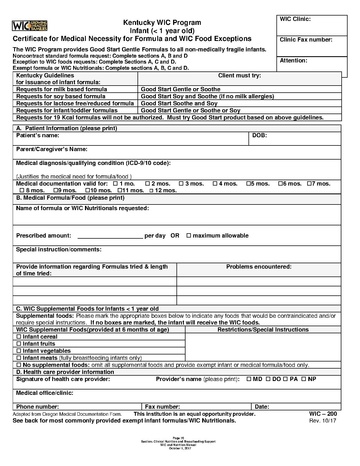 WIC
Kentucky WIC Program
Infant (< 1 year old)
Certificate for Medical Necessity for Formula and WIC Food Exceptions
WIC Clinic:
Clinic Fax number:
Attention:
The WIC Program provides Good Start Gentle Formulas to all non-medically fragile infants.
Noncontract standard formula request: Complete sections A, B and D
Exception to WIC foods requests: Complete Sections A, C and D.
Exempt formula or WIC Nutritionals: Complete sections A, B, C and D.
Kentucky Guidelines for issuance of infant formula:
Client must try:
Requests for milk based formula
Good Start Gentle or Soothe
Requests for soy based formula
Good Start Soy and Soothe (if no milk allergies)
Requests for lactose free/reduced formula
Good Start Soothe and Soy
Requests for infant/toddler formulas
Good Start Gentle or Soothe or Soy
Requests for 19 Kcal formulas will not be authorized. Must try Good Start product based on above guidelines.
A. Patient Information (please print)
Patient's name:
DOB:
Parent/Caregiver's Name:
Medical diagnosis/qualifying condition (ICD-9/10 code):
(Justifies the medical need for formula/food )
Medical documentation valid for: □ 1 mo. □ 2 mos. □ 3 mos. □ 4 mos. □5 mos. □6 mos. □7 mos.
□ 8 mos. □9 mos. □10 mos. □11 mos. □ 12 mos.
B. Medical Formula/Food (please print)
Name of formula or WIC Nutritionals requested:
Prescribed amount: ____________________ per day OR □ maximum allowable
Special instruction/comments:
Provide information regarding Formulas tried & length of time tried:
Problems encountered:
C. WIC Supplemental Foods for Infants < 1 year old
Supplemental foods: Please mark the appropriate boxes below to indicate any foods that would be contraindicated and/or
require special instructions. If no boxes are marked, the infant will receive the WIC foods.
WIC Supplemental Foods(provided at 6 months of age)
Restrictions/Special Instructions
□ Infant cereal
□ Infant fruits
□ Infant vegetables
□ Infant meats (fully breastfeeding infants only)
□ No supplemental foods: omit all supplemental foods and provide exempt infant or medical formula/food only.
D. Health care provider information
Signature of health care provider:
Provider's name (please print): □ MD □ DO □ PA □ NP
Medical office/clinic:
Phone number:
Fax number:
Date:
Adapted from Oregon Medical Documentation Form.
This institution is an equal opportunity provider.
WIC – 200
See back for most commonly provided exempt infant formulas/WIC Nutritionals.
Rev. 10/17
WIC and Nutrition Manual
October 1, 2017